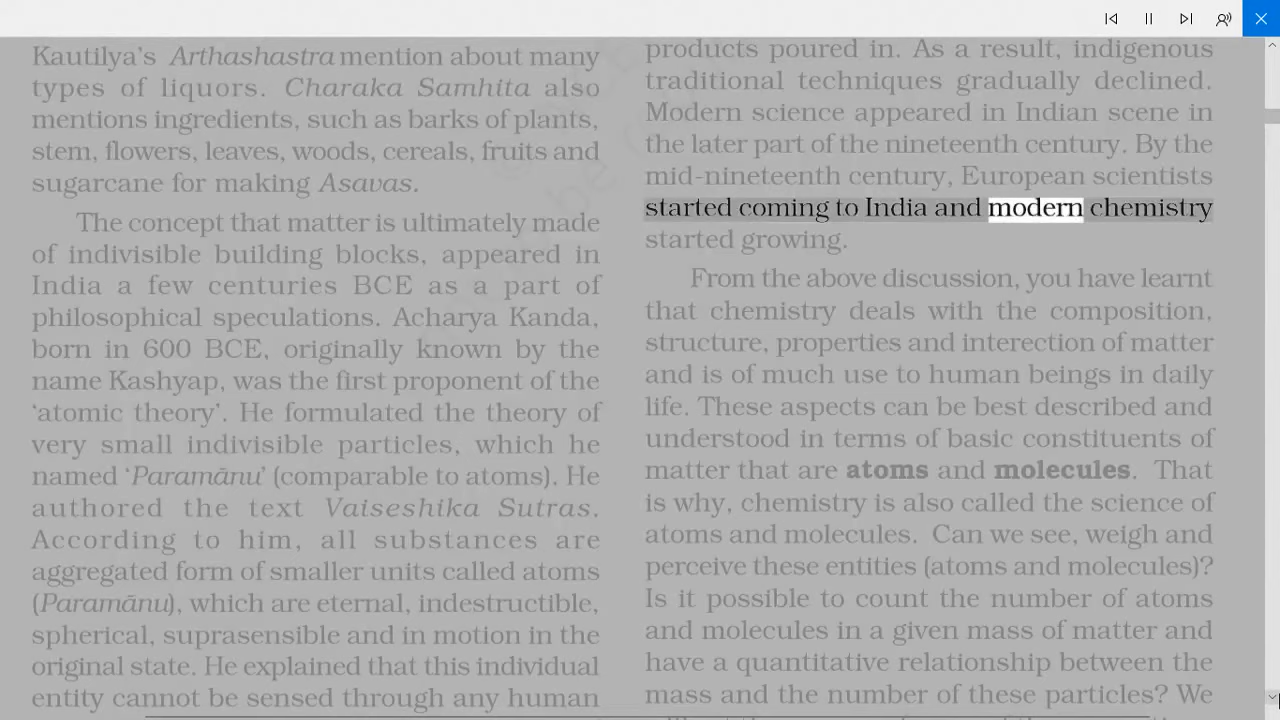 Kautilya's Arthashastra mention about many
types of liquors. Charaka Samhita also
mentions ingredients, such as barks of plants,
stem, flowers, leaves, woods, cereals, fruits and
sugarcane for making Asavas.
The concept that matter is ultimately made
of indivisible building blocks, appeared in
India a few centuries BCE as a part of
philosophical speculations. Acharya Kanda,
born in 600 BCE, originally known by the
name Kashyap, was the first proponent of the
‘atomic theory’. He formulated the theory of
very small indivisible particles, which he
named ‘Paramānu’ (comparable to atoms). He
authored the text Vaiseshika Sutras.
According to him, all substances are
aggregated form of smaller units called atoms
(Paramānu), which are eternal, indestructible,
spherical, suprasensible and in motion in the
original state. He explained that this individual
entity cannot be sensed through any human
products poured in. As a result, indigenous
traditional techniques gradually declined.
Modern science appeared in Indian scene in
the later part of the nineteenth century. By the
mid-nineteenth century, European scientists
started coming to India and modern chemistry
started growing.
From the above discussion, you have learnt
that chemistry deals with the composition,
structure, properties and interection of matter
and is of much use to human beings in daily
life. These aspects can be best described and
understood in terms of basic constituents of
matter that are atoms and molecules. That
is why, chemistry is also called the science of
atoms and molecules. Can we see, weigh and
perceive these entities (atoms and molecules)?
Is it possible to count the number of atoms
and molecules in a given mass of matter and
have a quantitative relationship between the
mass and the number of these particles? We